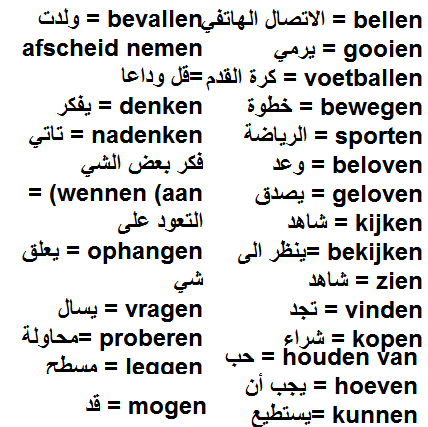 bellen = الاتصال الهاتفي
gooien = يرمي
voetballen = كرة القدم
bewegen = خطوة
sporten = الرياضة
beloven = وعد
geloven = يصدق
kijken = شاهد
bekijken =ينظر الى
zien = شاهد
vinden = تجد
kopen = شراء
houden van = حب
hoeven = يجب أن
kunnen =يستطيع
bevallen = ولدت
afscheid nemen
=قل وداعا
denken = يفكر
nadenken = تاتي
فكر بعض الشي
wennen (aan) =
التعود على
ophangen = يعلق
شي
vragen = يسال
proberen =محاولة
leggen = مسطح
mogen = قد